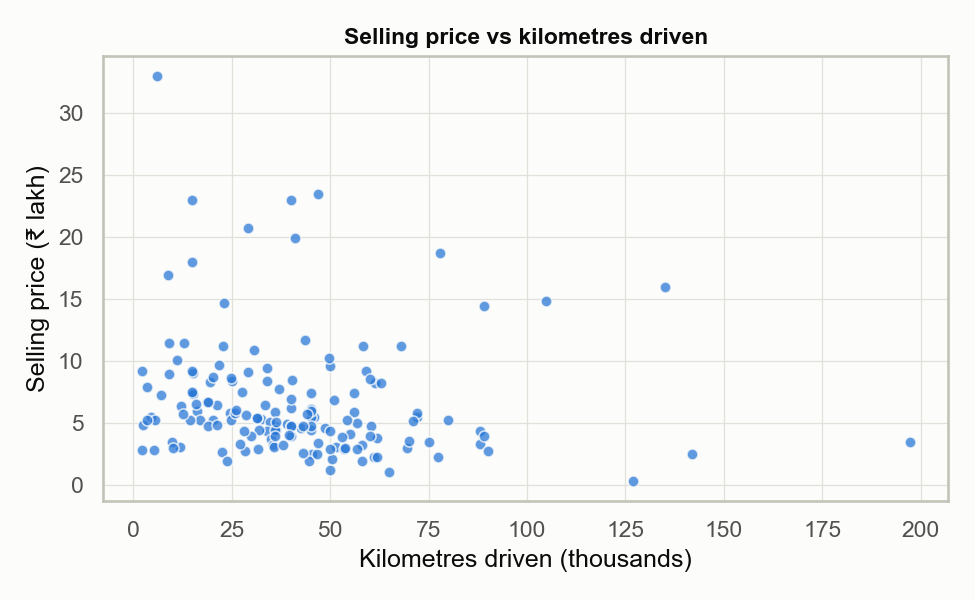 Selling price vs kilometres driven
Selling price (₹ lakh)
30
25
20
15
10
5
0
0 25 50 75 100 125 150 175 200
Kilometres driven (thousands)